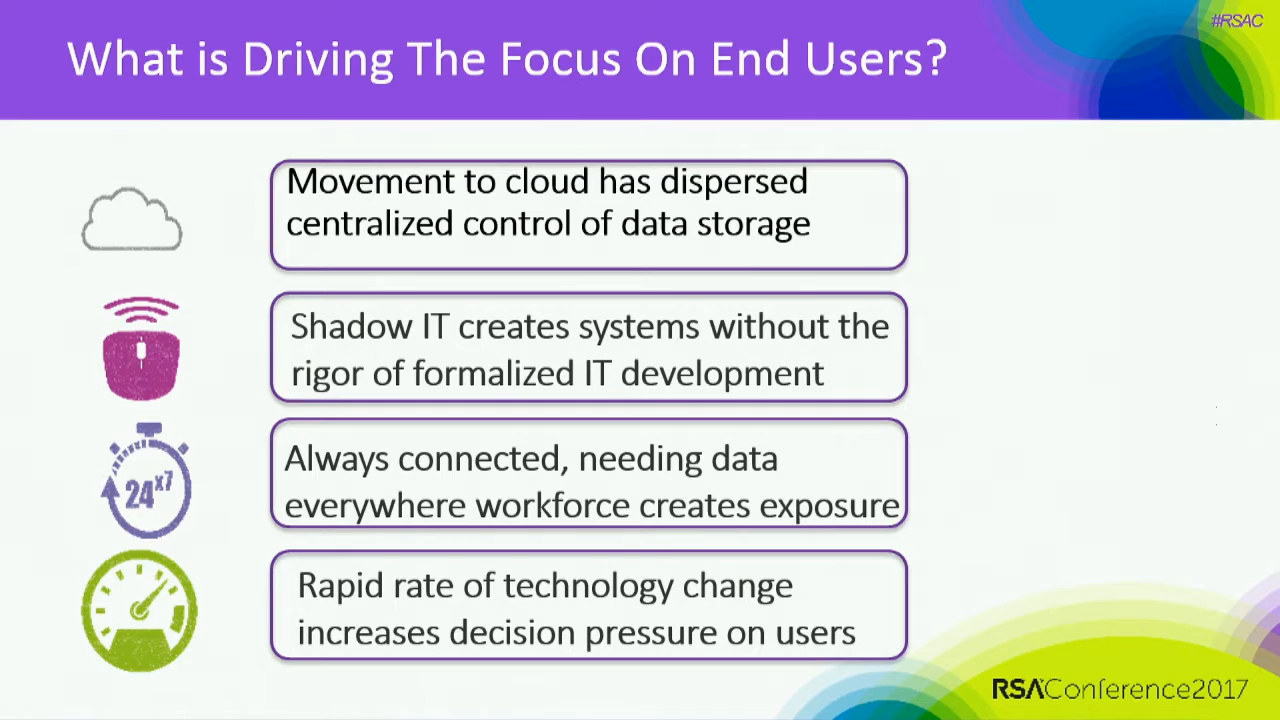 #RSAC
What is Driving The Focus On End Users?
Movement to cloud has dispersed
centralized control of data storage
Shadow IT creates systems without the
rigor of formalized IT development
Always connected, needing data
everywhere workforce creates exposure
24x7
Rapid rate of technology change
increases decision pressure on users
RSAConference2017